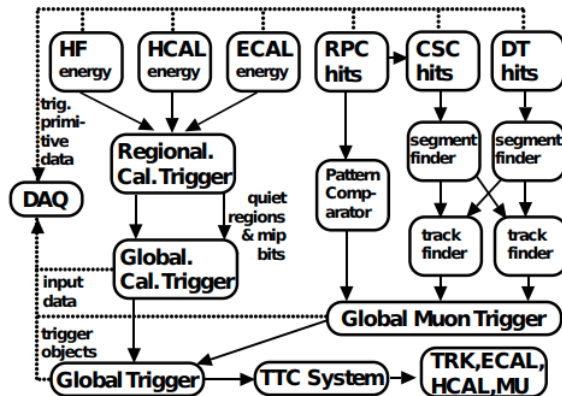 HF
energy
HCAL
energy
ECAL
energy
RPC
hits
CSC
hits
DT
hits
trig.
primi-
tive
data
Regional.
Cal. Trigger
segment
finder
segment
finder
Pattern
Comp-
arator
DAQ
quiet
regions
& mip
bits
Global.
Cal. Trigger
track
finder
track
finder
input
data
Global Muon Trigger
trigger
objects
Global Trigger
TTC System
TRK,ECAL,
HCAL,MU